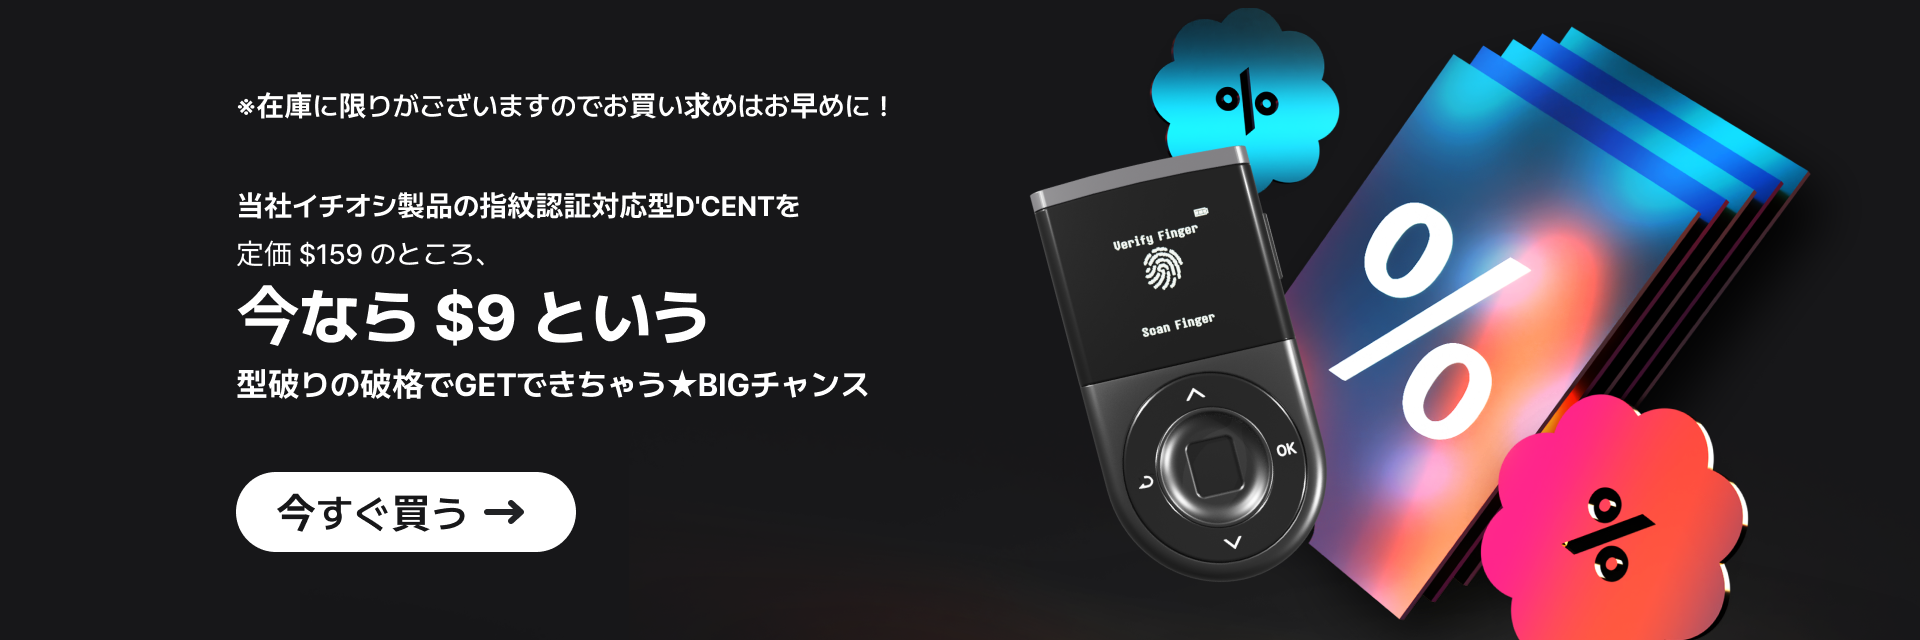 ※在庫に限りがございますのでお買い求めはお早めに！
当社イチオシ製品の指紋認証対応型D'CENTを
定価 $159 のところ、
今なら $9 という
型破りの破格でGETできちゃう★BIGチャンス
今すぐ買う →
%
Verify Finger
Scan Finger
OK
%
%